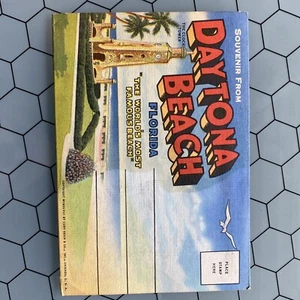 SOUVENIR FROM
DAYTONA
BEACH
FLORIDA
"THE WORLD'S MOST
FAMOUS BEACH"
PLACE
STAMP
HERE